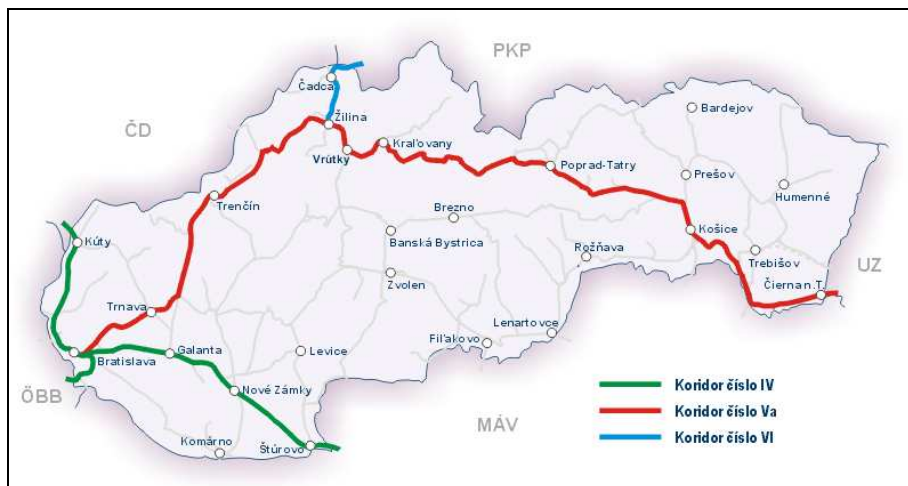 PKP
ČD
Čadca
Žilina
Bardejov
Vrútky
Kraľovany
Poprad-Tatry
Prešov
Trenčín
Humenné
Brezno
Kúty
Banská Bystrica
Košice
Rožňava
Trebišov
UZ
Zvolen
Čierna n.T.
Trnava
Lenartovce
Fiľakovo
Bratislava
Galanta
Levice
ÖBB
Nové Zámky
MÁV
Komárno
Štúrovo
Koridor číslo IV
Koridor číslo Va
Koridor číslo VI